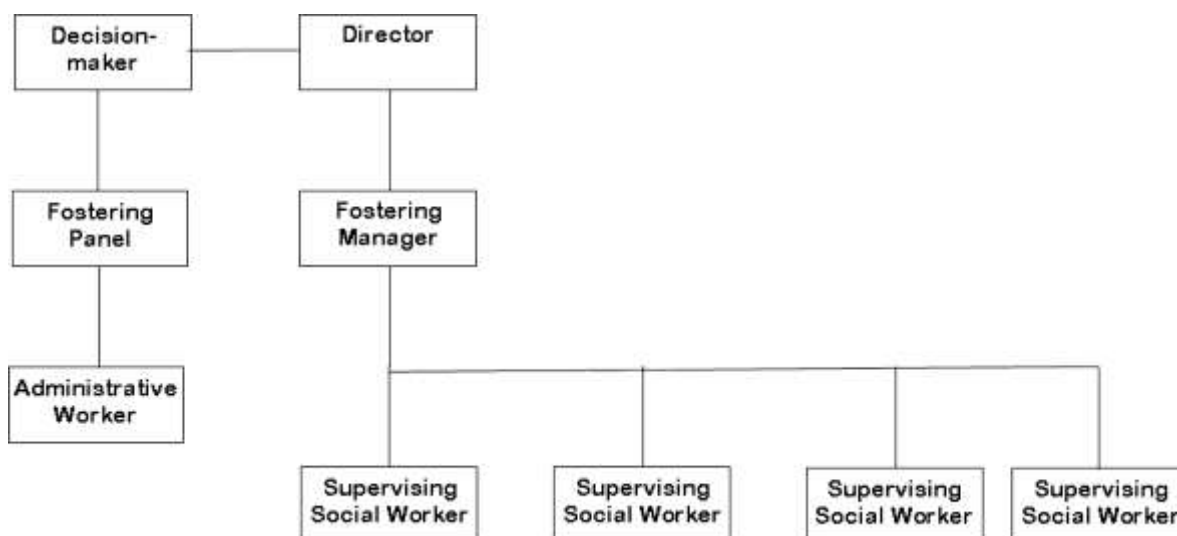 Decision-
maker
Director
Fostering
Panel
Fostering
Manager
Administrative
Worker
Supervising
Social Worker
Supervising
Social Worker
Supervising
Social Worker
Supervising
Social Worker